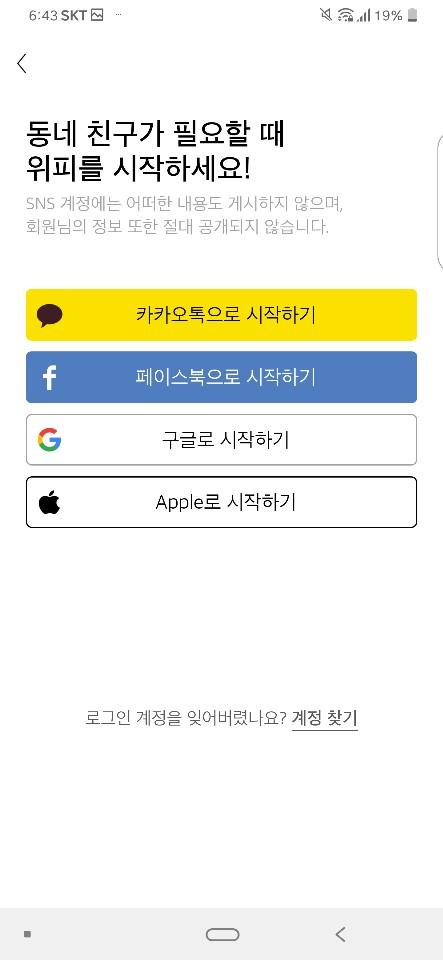 6:43 SKT
19%
동네 친구가 필요할 때
위피를 시작하세요!
SNS 계정에는 어떠한 내용도 게시하지 않으며,
회원님의 정보 또한 절대 공개되지 않습니다.
카카오톡으로 시작하기
페이스북으로 시작하기
구글로 시작하기
Apple로 시작하기
로그인 계정을 잊어버렸나요? 계정 찾기